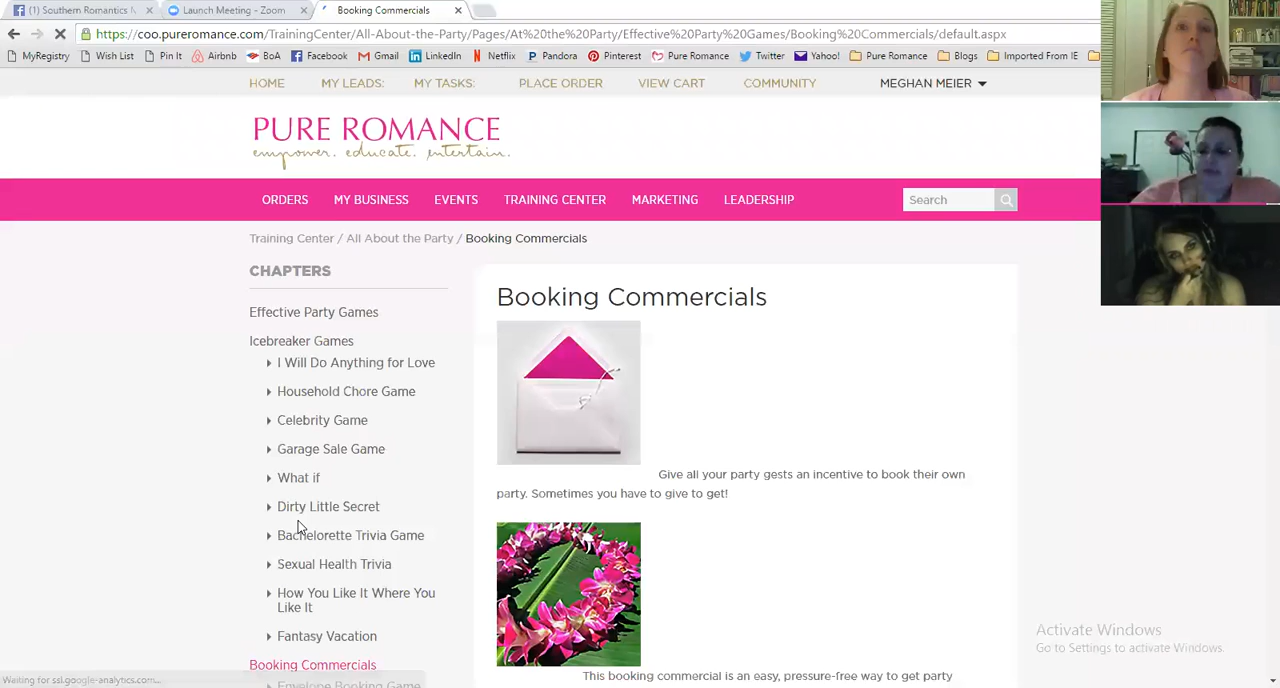 (1) Southern Romantics
Launch Meeting - Zoom
Booking Commercials
https://coo.pureromance.com/TrainingCenter/All-About-the-Party/Pages/At%20the%20Party/Effective%20Party%20Games/Booking%20Commercials/default.aspx
MyRegistry
Wish List
Pin It
Airbnb
BoA
Facebook
Gmail
LinkedIn
Netflix
Pandora
Pinterest
Pure Romance
Twitter
Yahoo!
Pure Romance
Blogs
Imported From IE
HOME
MY LEADS:
MY TASKS:
PLACE ORDER
VIEW CART
COMMUNITY
MEGHAN MEIER
PURE ROMANCE
empower. educate. entertain.
ORDERS
MY BUSINESS
EVENTS
TRAINING CENTER
MARKETING
LEADERSHIP
Search
Training Center / All About the Party / Booking Commercials
CHAPTERS
Effective Party Games
Icebreaker Games
I Will Do Anything for Love
Household Chore Game
Celebrity Game
Garage Sale Game
What if
Dirty Little Secret
Bachelorette Trivia Game
Sexual Health Trivia
How You Like It Where You
Like It
Fantasy Vacation
Booking Commercials
Envelope Booking Game
Booking Commercials
Give all your party gests an incentive to book their own
party. Sometimes you have to give to get!
This booking commercial is an easy, pressure-free way to get party
Activate Windows
Go to Settings to activate Windows.
Waiting for ssl.google-analytics.com...